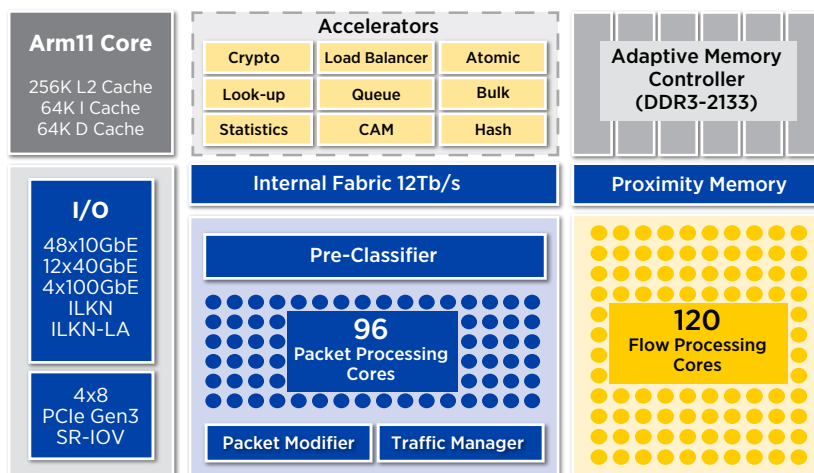 Arm11 Core
256K L2 Cache
64K I Cache
64K D Cache
Accelerators
Crypto
Load Balancer
Atomic
Look-up
Queue
Bulk
Statistics
CAM
Hash
Adaptive Memory
Controller
(DDR3-2133)
Internal Fabric 12Tb/s
Proximity Memory
I/O
48x10GbE
12x40GbE
4x100GbE
ILKN
ILKN-LA
4x8
PCIe Gen3
SR-IOV
Pre-Classifier
96
Packet Processing
Cores
Packet Modifier
Traffic Manager
120
Flow Processing
Cores